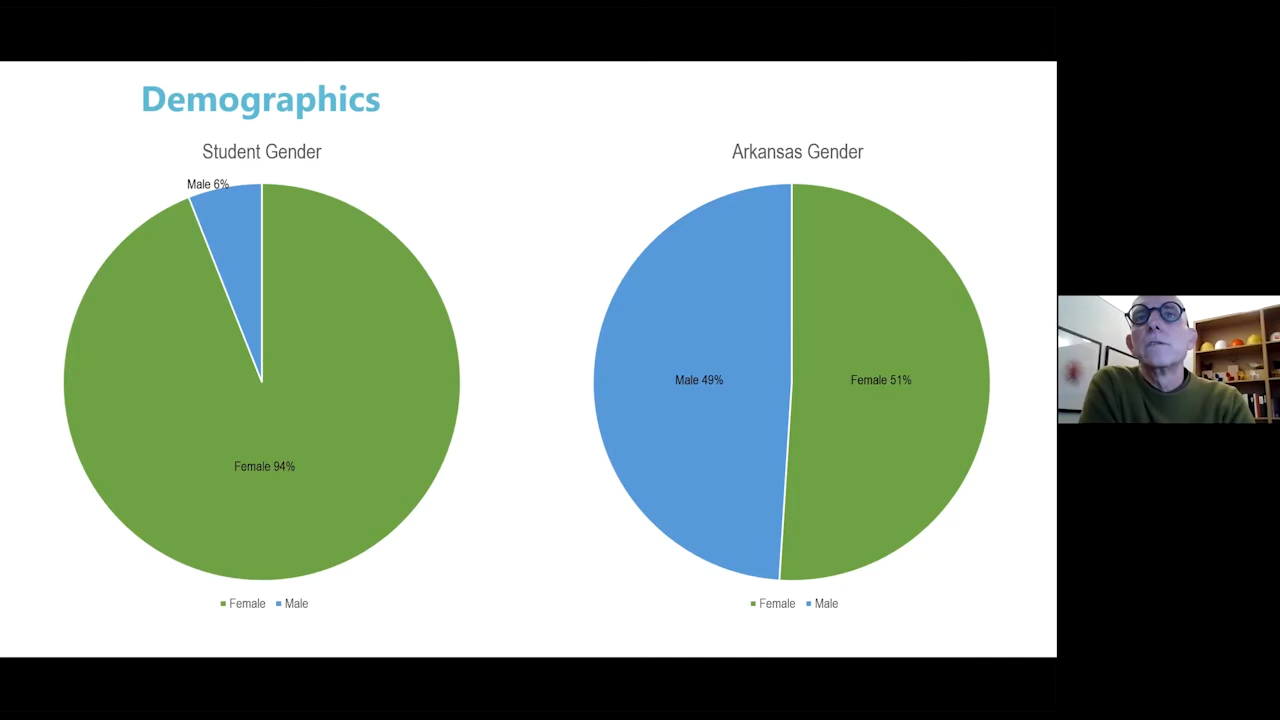 Demographics
Student Gender
Male 6%
Female 94%
Female Male
Arkansas Gender
Male 49%
Female 51%
Female Male